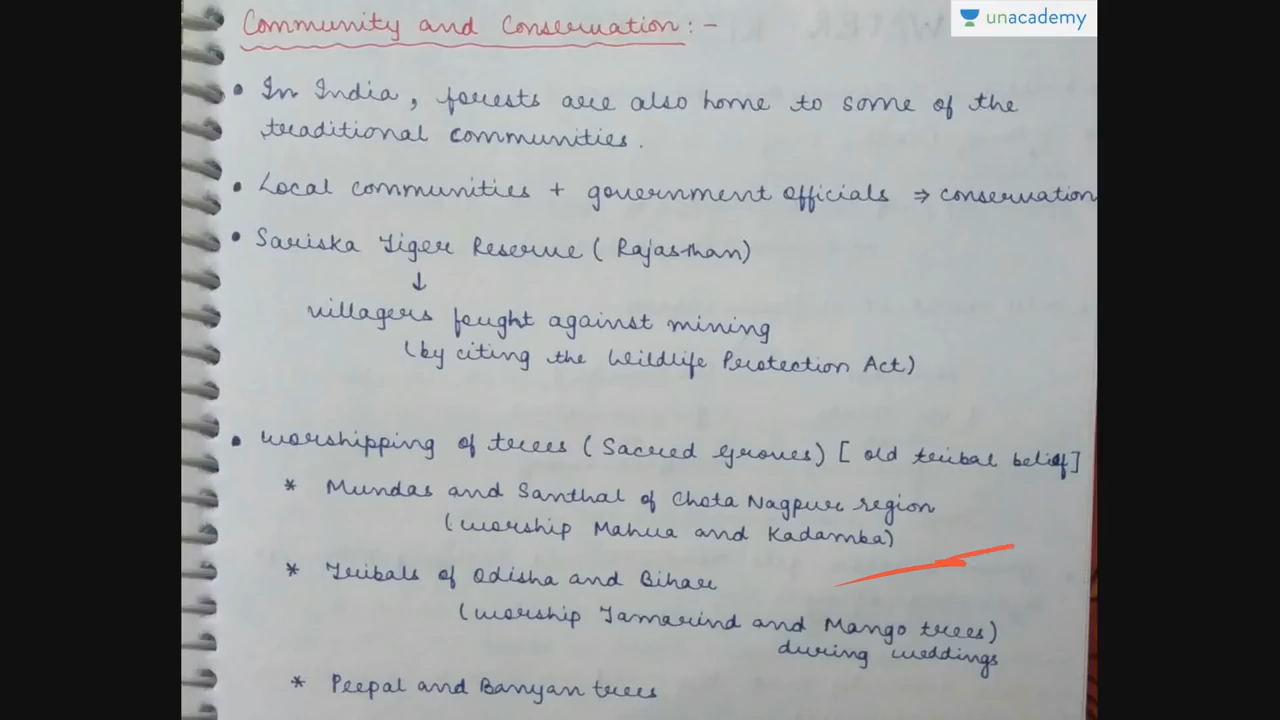 Community and Conservation : -
unacademy
• In India, forests are also home to some of the
traditional communities.
• Local communities + government officials ⇒ conservation
• Sariska Tiger Reserve (Rajasthan)
↓
villagers fought against mining
(by citing the Wildlife Protection Act)
• Worshipping of trees (Sacred Groves) [old tribal belief]
* Mundas and Santhal of Chota Nagpur region
(worship Mahua and Kadamba)
* Tribals of Odisha and Bihar
(worship Tamarind and Mango trees)
during weddings
* Peepal and Banyan trees